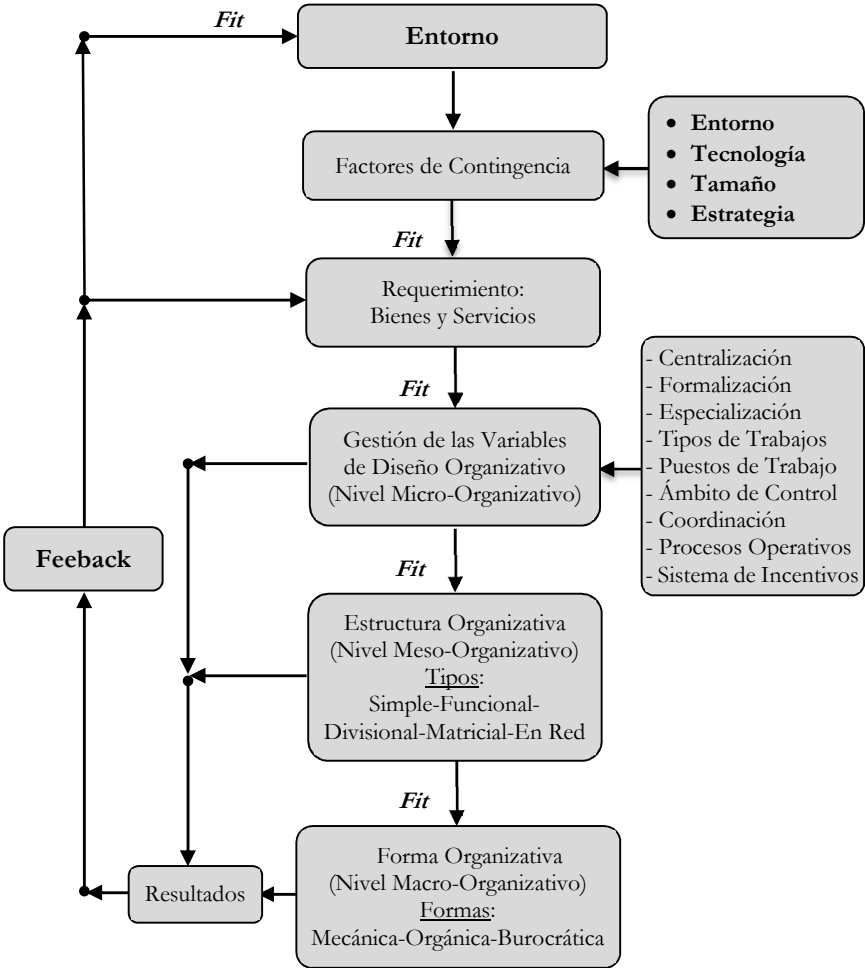 Fit
Entorno
• Entorno
• Tecnología
• Tamaño
• Estrategia
Factores de Contingencia
Fit
Requerimiento:
Bienes y Servicios
Fit
- Centralización
- Formalización
- Especialización
- Tipos de Trabajos
- Puestos de Trabajo
- Ámbito de Control
- Coordinación
- Procesos Operativos
- Sistema de Incentivos
Gestión de las Variables
de Diseño Organizativo
(Nivel Micro-Organizativo)
Feeback
Fit
Estructura Organizativa
(Nivel Meso-Organizativo)
Tipos:
Simple-Funcional-
Divisional-Matricial-En Red
Fit
Forma Organizativa
(Nivel Macro-Organizativo)
Formas:
Mecánica-Orgánica-Burocrática
Resultados